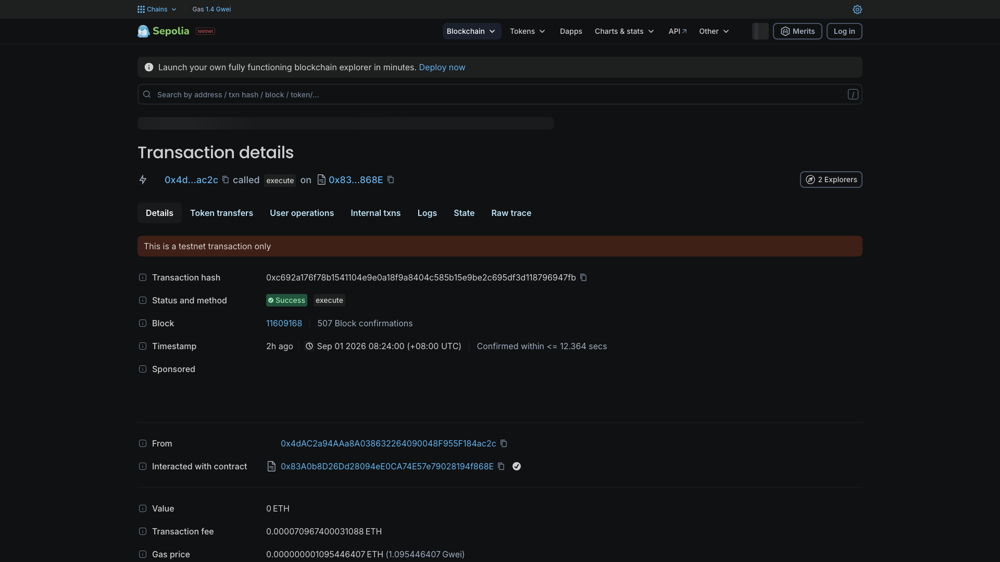 Chains Gas 1.4 Gwei
Sepolia testnet Blockchain Tokens Dapps Charts & stats API Other Merits Log in
Launch your own fully functioning blockchain explorer in minutes. Deploy now
Search by address / txn hash / block / token/... /
Transaction details
0x4d...ac2c called execute on 0x83...868E 2 Explorers
Details Token transfers User operations Internal txns Logs State Raw trace
This is a testnet transaction only
Transaction hash 0xc692a176f78b1541104e9e0a18f9a8404c585b15e9be2c695df3d118796947fb
Status and method Success execute
Block 11609168 507 Block confirmations
Timestamp 2h ago Sep 01 2026 08:24:00 (+08:00 UTC) Confirmed within <= 12.364 secs
Sponsored
From 0x4dAC2a94AAa8A038632264090048F955F184ac2c
Interacted with contract 0x83A0b8D26Dd28094eE0CA74E57e79028194f868E
Value 0 ETH
Transaction fee 0.000070967400031088 ETH
Gas price 0.000000001095446407 ETH (1.095446407 Gwei)